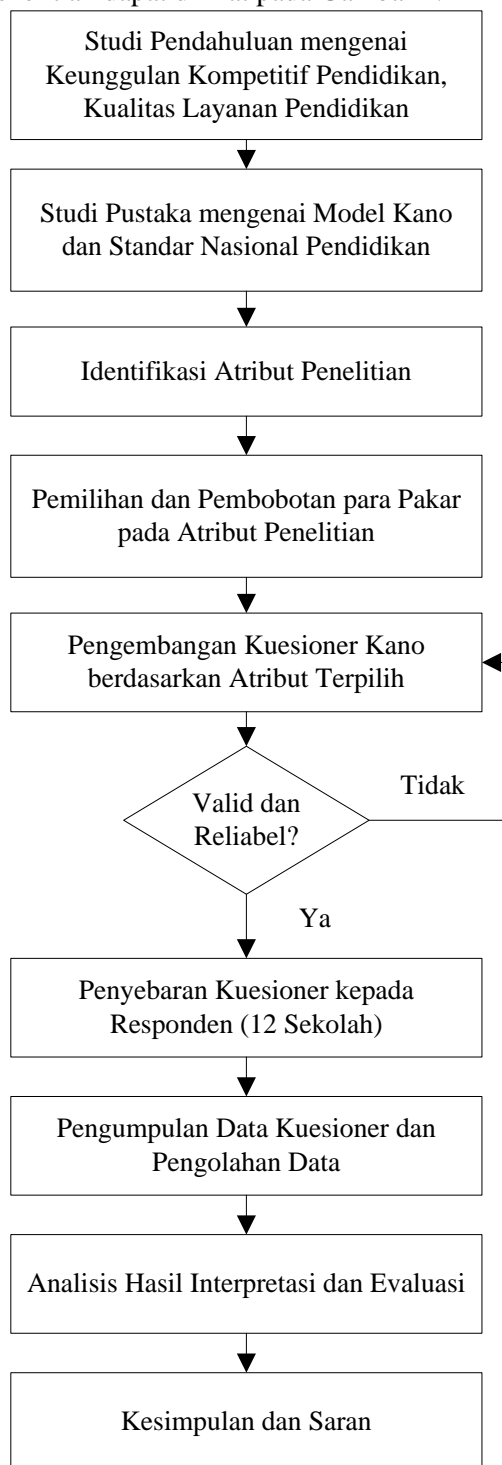 dapat pada
Studi Pendahuluan mengenai
Keunggulan Kompetitif Pendidikan,
Kualitas Layanan Pendidikan
Studi Pustaka mengenai Model Kano
dan Standar Nasional Pendidikan
Identifikasi Atribut Penelitian
Pemilihan dan Pembobotan para Pakar
pada Atribut Penelitian
Pengembangan Kuesioner Kano
berdasarkan Atribut Terpilih
Valid dan
Reliabel?
Tidak
Ya
Penyebaran Kuesioner kepada
Responden (12 Sekolah)
Pengumpulan Data Kuesioner dan
Pengolahan Data
Analisis Hasil Interpretasi dan Evaluasi
Kesimpulan dan Saran